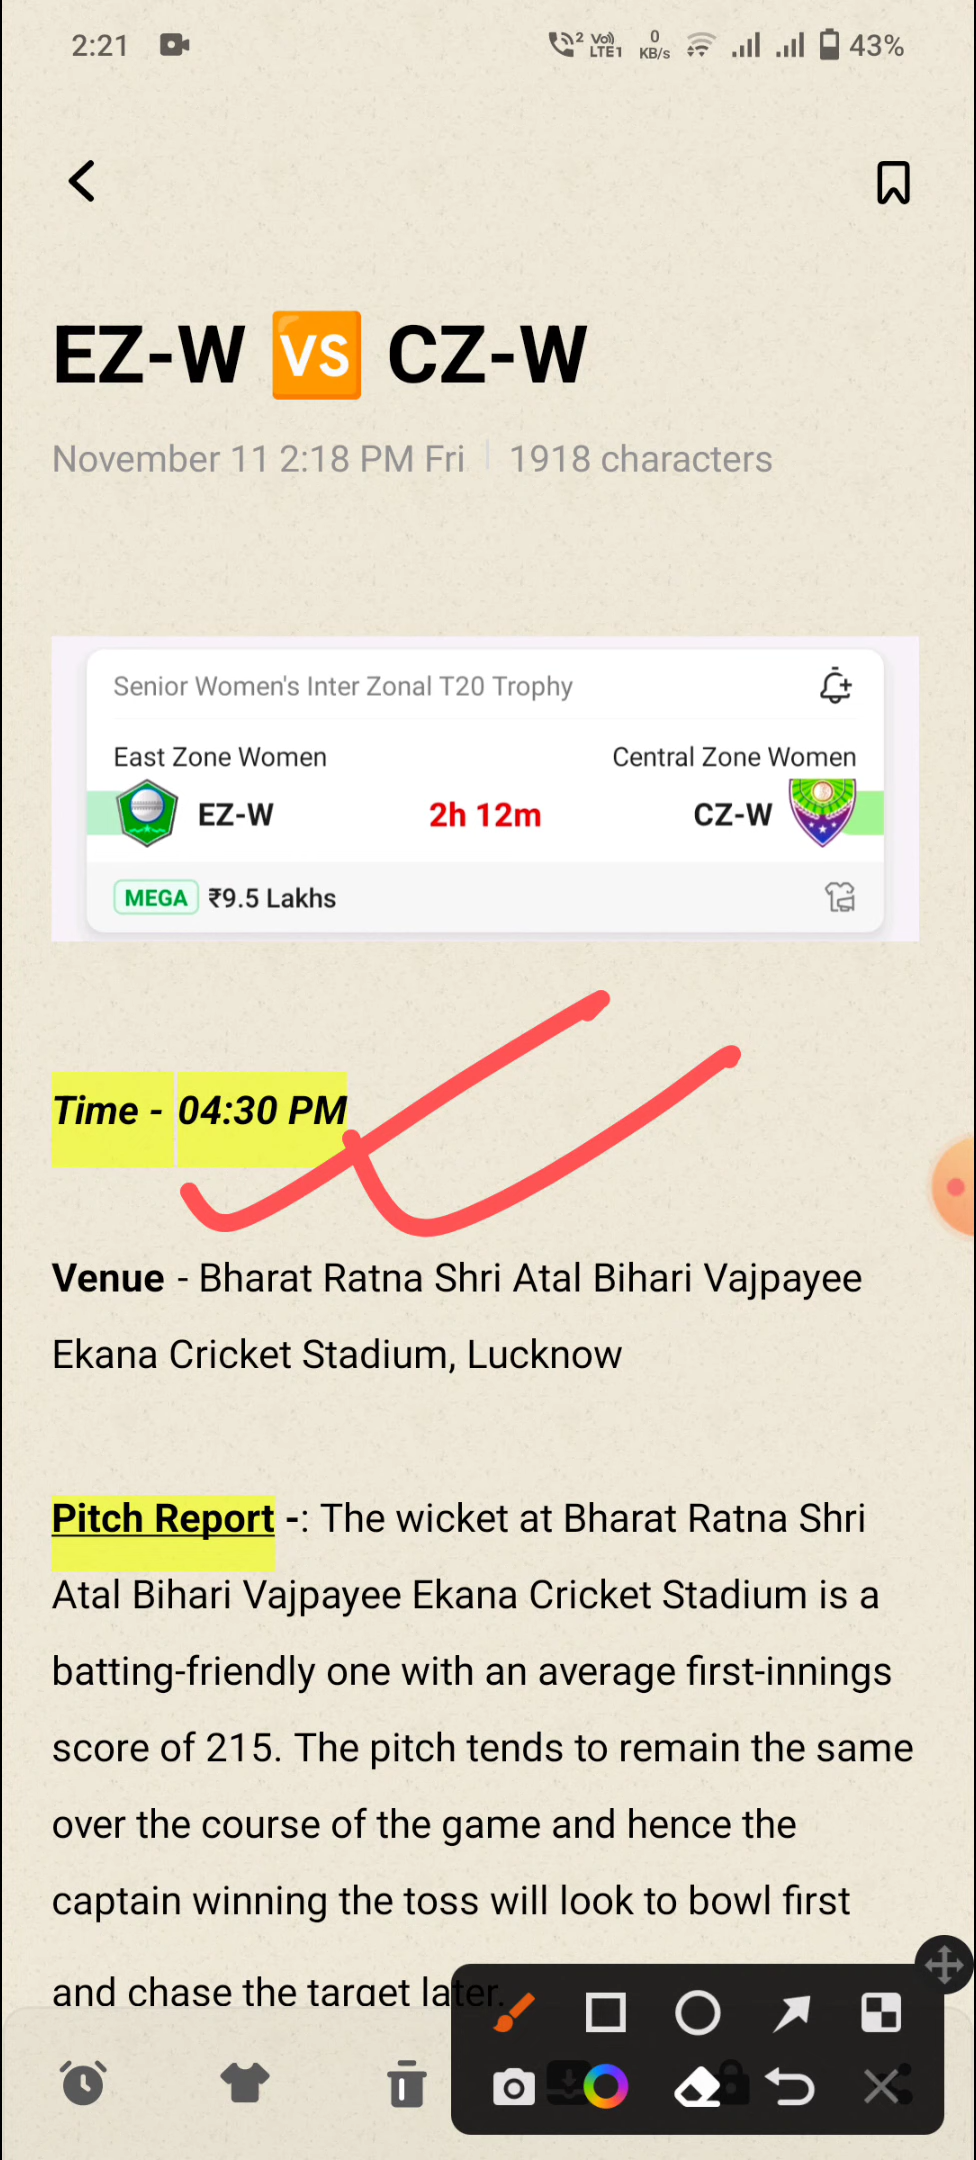 2:21 2 Vo) LTE1 0 KB/s 43%
EZ-W VS CZ-W
November 11 2:18 PM Fri 1918 characters
Senior Women's Inter Zonal T20 Trophy
East Zone Women Central Zone Women
EZ-W 2h 12m CZ-W
MEGA ₹9.5 Lakhs
Time - 04:30 PM
Venue - Bharat Ratna Shri Atal Bihari Vajpayee
Ekana Cricket Stadium, Lucknow
Pitch Report -: The wicket at Bharat Ratna Shri
Atal Bihari Vajpayee Ekana Cricket Stadium is a
batting-friendly one with an average first-innings
score of 215. The pitch tends to remain the same
over the course of the game and hence the
captain winning the toss will look to bowl first
and chase the target later.